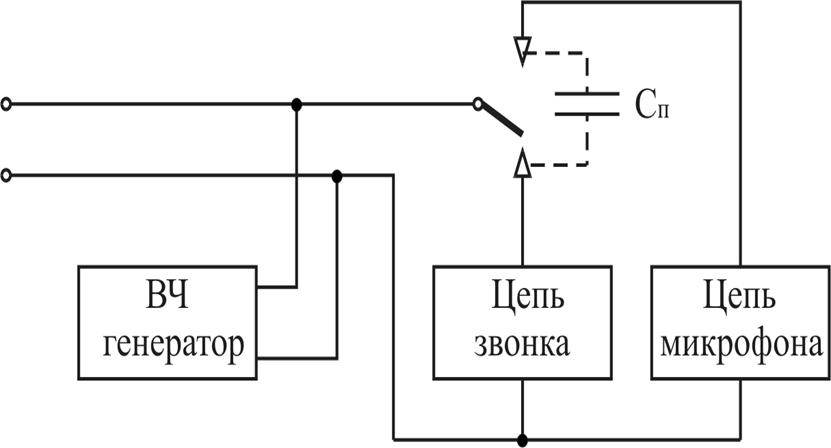 Сп
ВЧ
генератор
Цепь
звонка
Цепь
микрофона